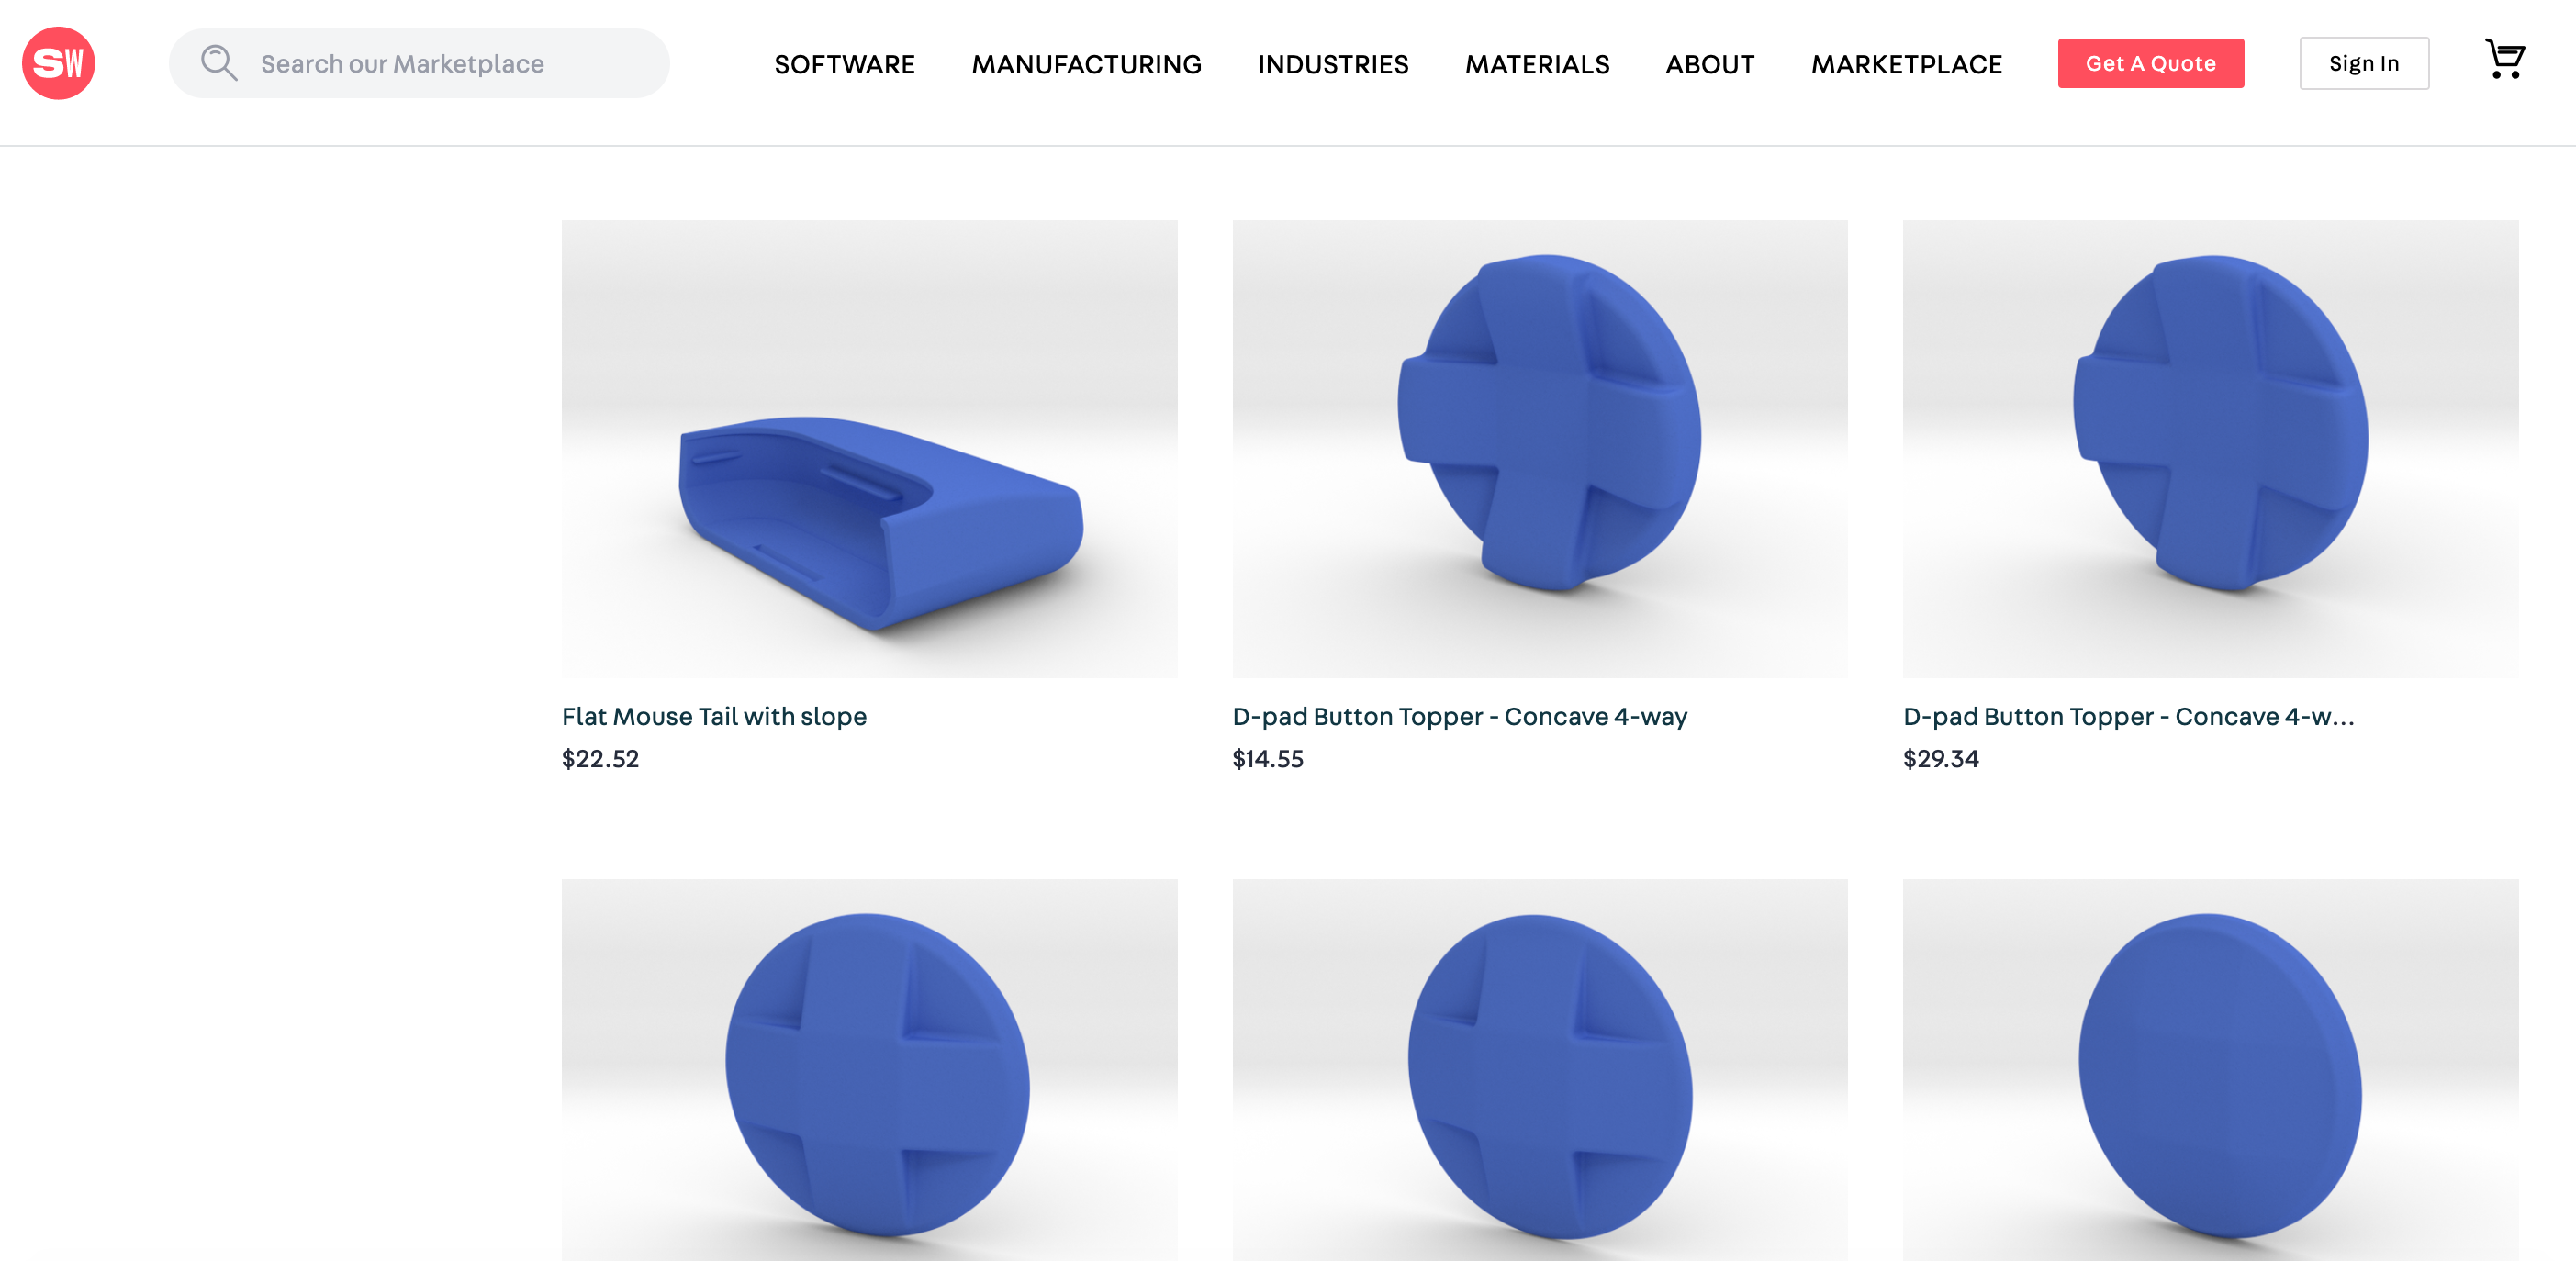 SW
Search our Marketplace
SOFTWARE
MANUFACTURING
INDUSTRIES
MATERIALS
ABOUT
MARKETPLACE
Get A Quote
Sign In
Flat Mouse Tail with slope
$22.52
D-pad Button Topper - Concave 4-way
$14.55
D-pad Button Topper - Concave 4-w...
$29.34